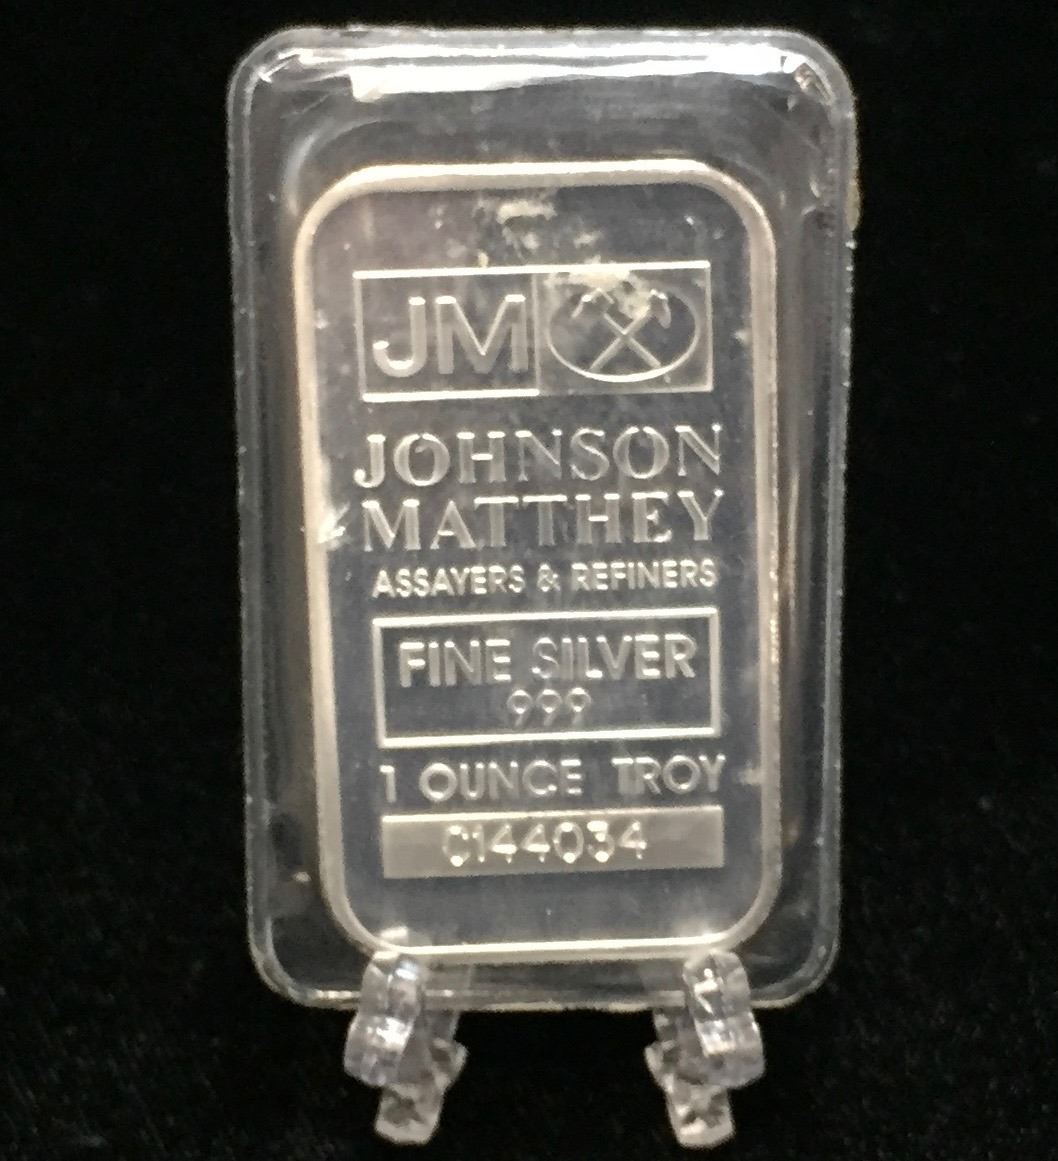 JM
JOHNSON
MATTHEY
ASSAYERS & REFINERS
FINE SILVER
999
1 OUNCE TROY
C144034